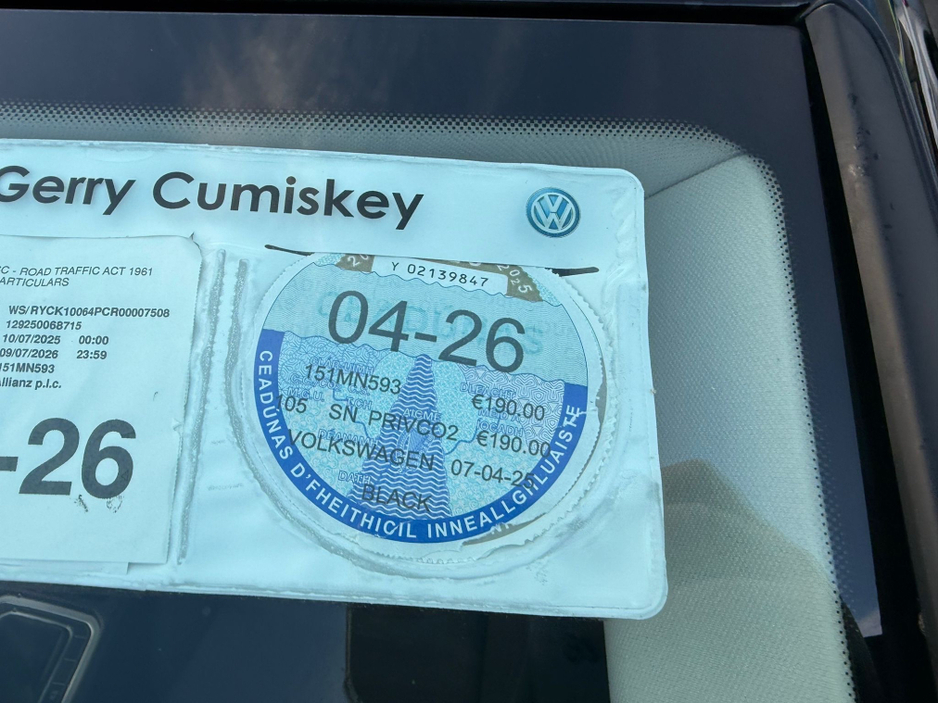 Gerry Cumiskey
- ROAD TRAFFIC ACT 1961
PARTICULARS
WS/RYCK10064PCR00007508
129250068715
10/07/2025 00:00
09/07/2026 23:59
151MN593
Allianz p.l.c.
-26
Y 02139847
04-26
151MN593 €190.00
105 SN PRIVCO2 €190.00
VOLKSWAGEN 07-04-25
BLACK
CEADÚNAS D'FHEITHICIL INNEALLGHLUAISTE